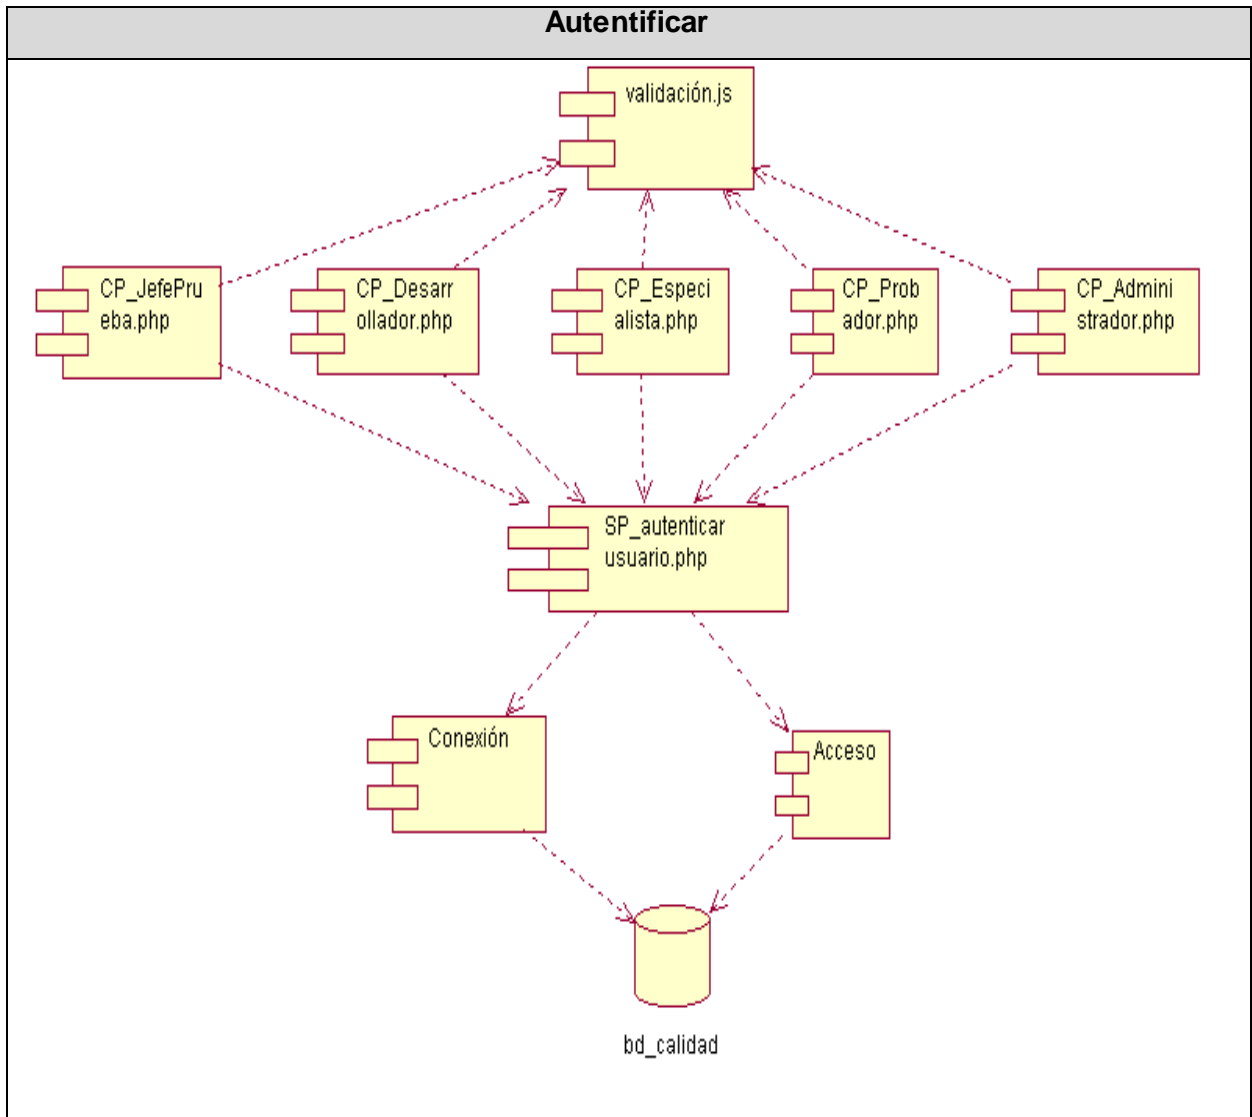 Autentificar
validación.js
CP_JefePru
eba.php
CP_Desarr
ollador.php
CP_Especi
alista.php
CP_Prob
ador.php
CP_Admini
strador.php
SP_autenticar
usuario.php
Conexión
Acceso
bd_calidad